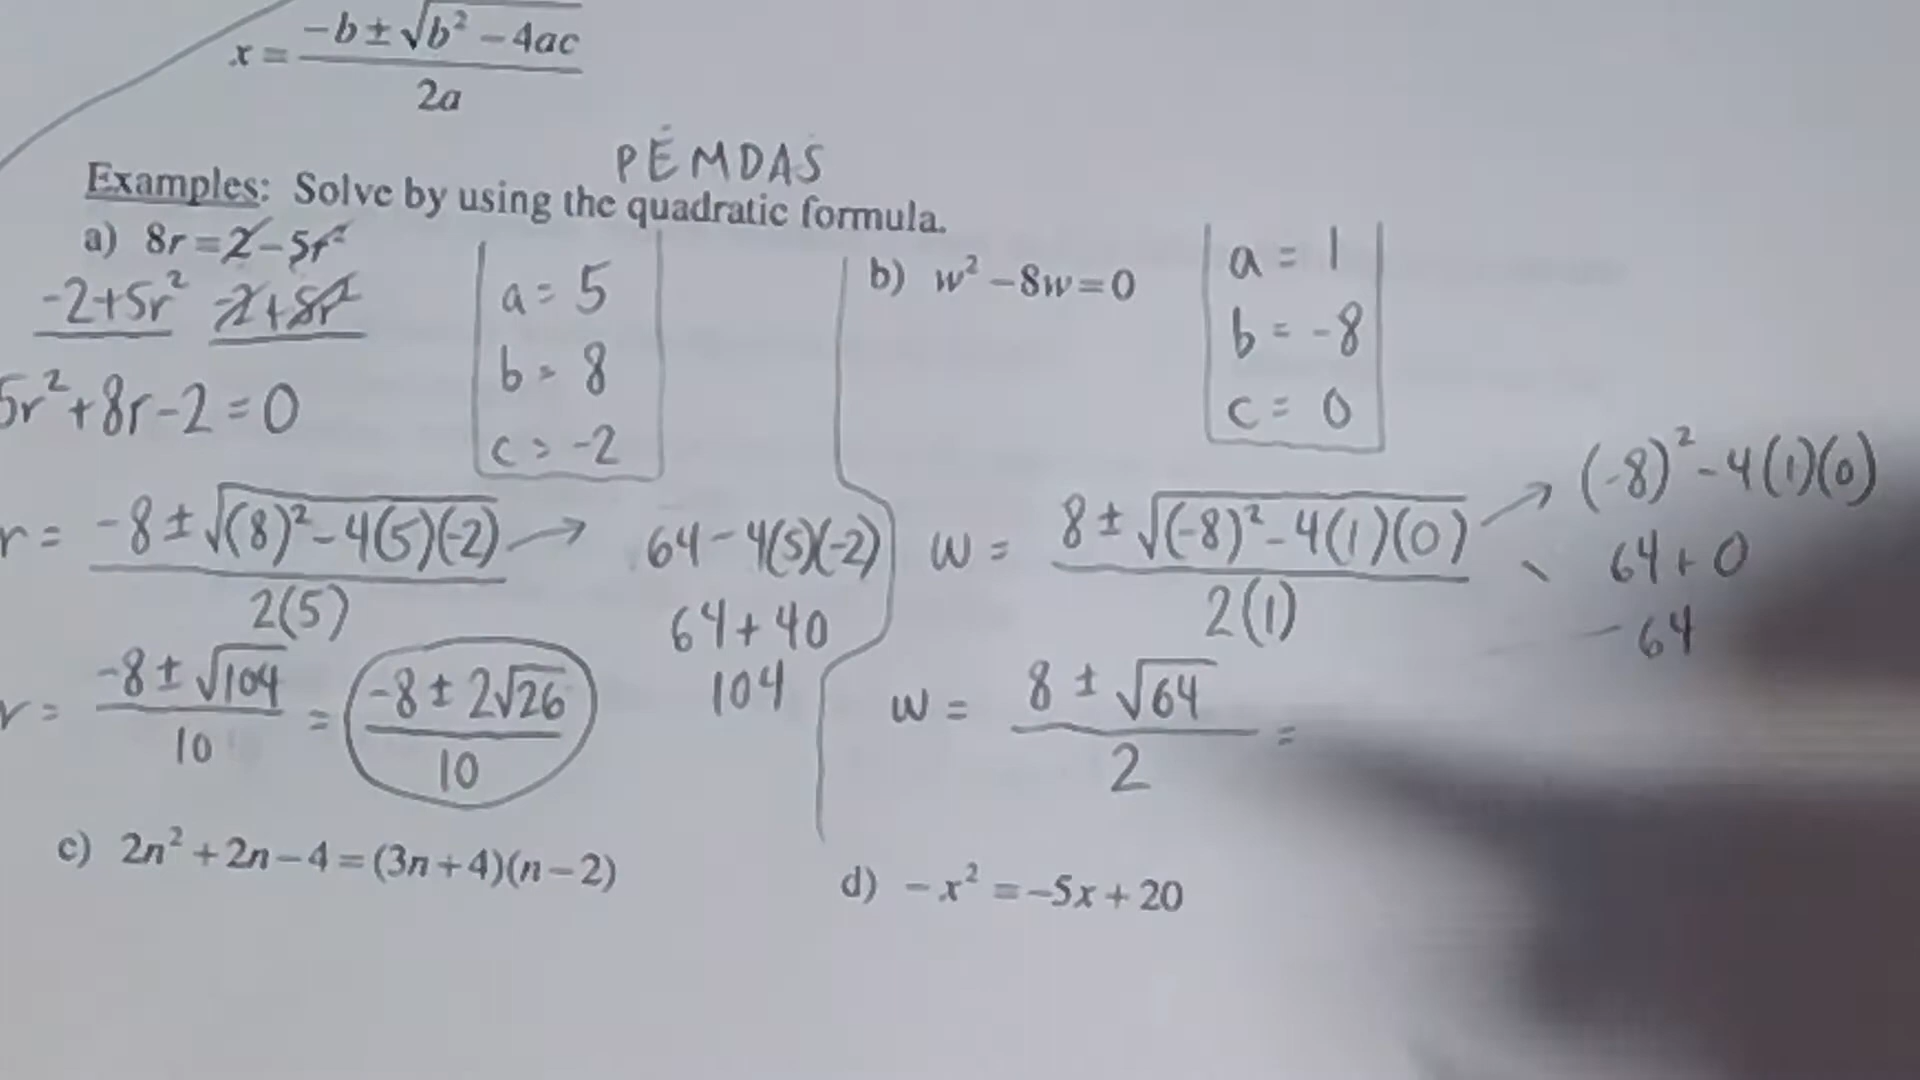 x = (-b ± √(b² - 4ac)) / 2a
PEMDAS
Examples: Solve by using the quadratic formula.
a) 8r = 2 - 5r²
-2+5r² -2+5r²
5r² + 8r - 2 = 0
a = 5
b = 8
c = -2
r = (-8 ± √((8)² - 4(5)(-2))) / 2(5)
→ 64 - 4(5)(-2)
64 + 40
104
r = (-8 ± √104) / 10 = (-8 ± 2√26) / 10
b) w² - 8w = 0
a = 1
b = -8
c = 0
w = (8 ± √((-8)² - 4(1)(0))) / 2(1)
→ (-8)² - 4(1)(0)
64 + 0
64
w = (8 ± √64) / 2 =
c) 2n² + 2n - 4 = (3n + 4)(n - 2)
d) -x² = -5x + 20